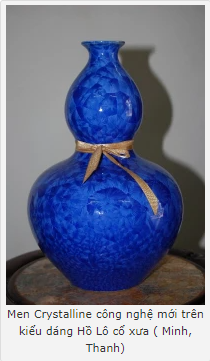 Men Crystalline công nghệ mới trên
kiểu dáng Hồ Lô cổ xưa ( Minh,
Thanh)